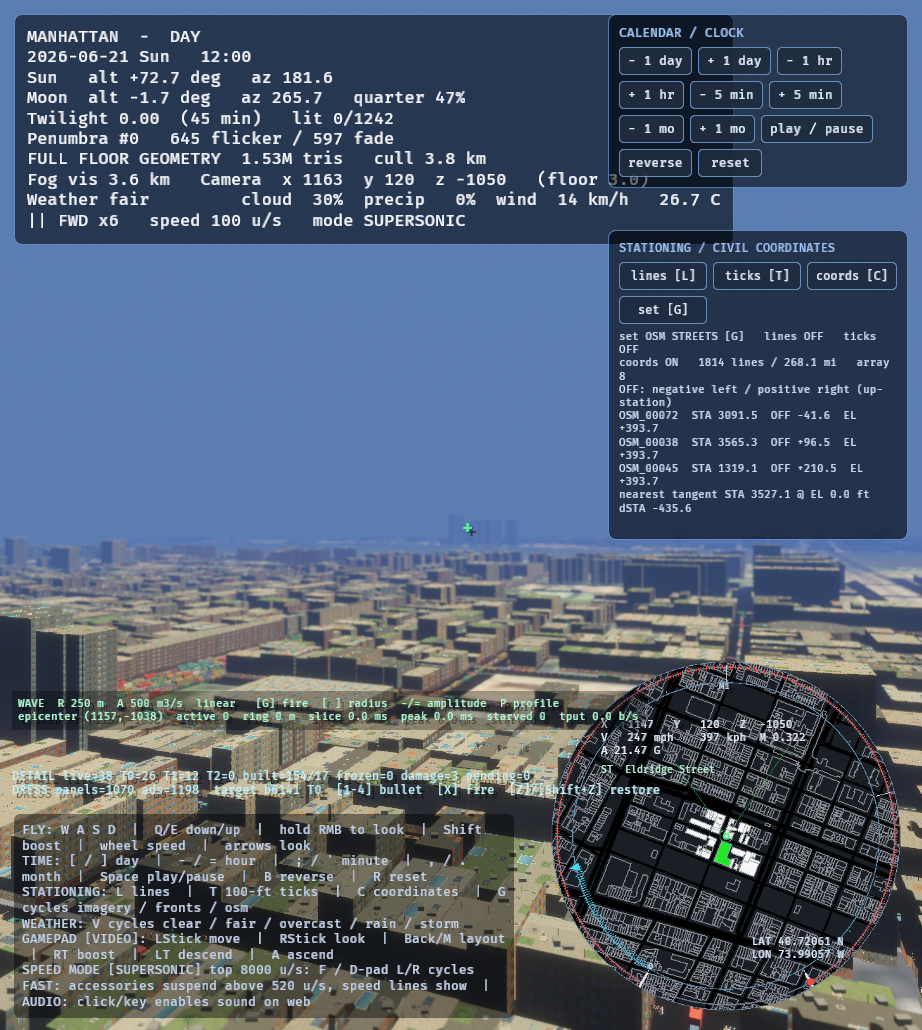 MANHATTAN  -  DAY
2026-06-21 Sun   12:00
Sun   alt +72.7 deg   az 181.6
Moon  alt -1.7 deg   az 265.7   quarter 47%
Twilight 0.00  (45 min)   lit 0/1242
Penumbra #0   645 flicker / 597 fade
FULL FLOOR GEOMETRY  1.53M tris   cull 3.8 km
Fog vis 3.6 km   Camera  x 1163  y 120  z -1050   (floor 3.0)
Weather fair        cloud  30%  precip   0%  wind  14 km/h   26.7 C
|| FWD x6   speed 100 u/s   mode SUPERSONIC
CALENDAR / CLOCK
- 1 day   + 1 day   - 1 hr
+ 1 hr   - 5 min   + 5 min
- 1 mo   + 1 mo   play / pause
reverse   reset
STATIONING / CIVIL COORDINATES
lines [L]   ticks [T]   coords [C]
set [G]
set OSM STREETS [G]   lines OFF   ticks
OFF
coords ON   1814 lines / 268.1 mi   array
8
OFF: negative left / positive right (up-
station)
OSM_00072  STA 3091.5  OFF -41.6  EL
+393.7
OSM_00038  STA 3565.3  OFF +96.5  EL
+393.7
OSM_00045  STA 1319.1  OFF +210.5  EL
+393.7
nearest tangent STA 3527.1 @ EL 0.0 ft
dSTA -435.6
WAVE  R 250 m  A 500 m3/s  linear   [G] fire  [ ] radius  -/= amplitude  P profile
epicenter (1157,-1038)  active 0  ring 0 m  slice 0.0 ms  peak 0.0 ms  starved 0  tput 0.0 b/s
X  1147   Y   120   Z  -1050
V   247 mph    397 kph  M 0.322
A 21.47 G
ST  Eldridge Street
DETAIL live=38 T0=26 T1=12 T2=0 built=154/17 frozen=0 damage=3 pending=0
DRESS panels=1070 ads=1198  target b6141 T0  [1-4] bullet  [X] fire  [Z]/[Shift+Z] restore
FLY: W A S D  |  Q/E down/up  |  hold RMB to look  |  Shift
boost  |  wheel speed  |  arrows look
TIME: [ / ] day  |  - / = hour  |  ; / ' minute  |  , / .
month  |  Space play/pause  |  B reverse  |  R reset
STATIONING: L lines  |  T 100-ft ticks  |  C coordinates  |  G
cycles imagery / fronts / osm
WEATHER: V cycles clear / fair / overcast / rain / storm
GAMEPAD [VIDEO]: LStick move  |  RStick look  |  Back/M layout
|  RT boost  |  LT descend  |  A ascend
SPEED MODE [SUPERSONIC] top 8000 u/s: F / D-pad L/R cycles
FAST: accessories suspend above 520 u/s, speed lines show  |
AUDIO: click/key enables sound on web
LAT 40.72061 N
LON 73.99057 W